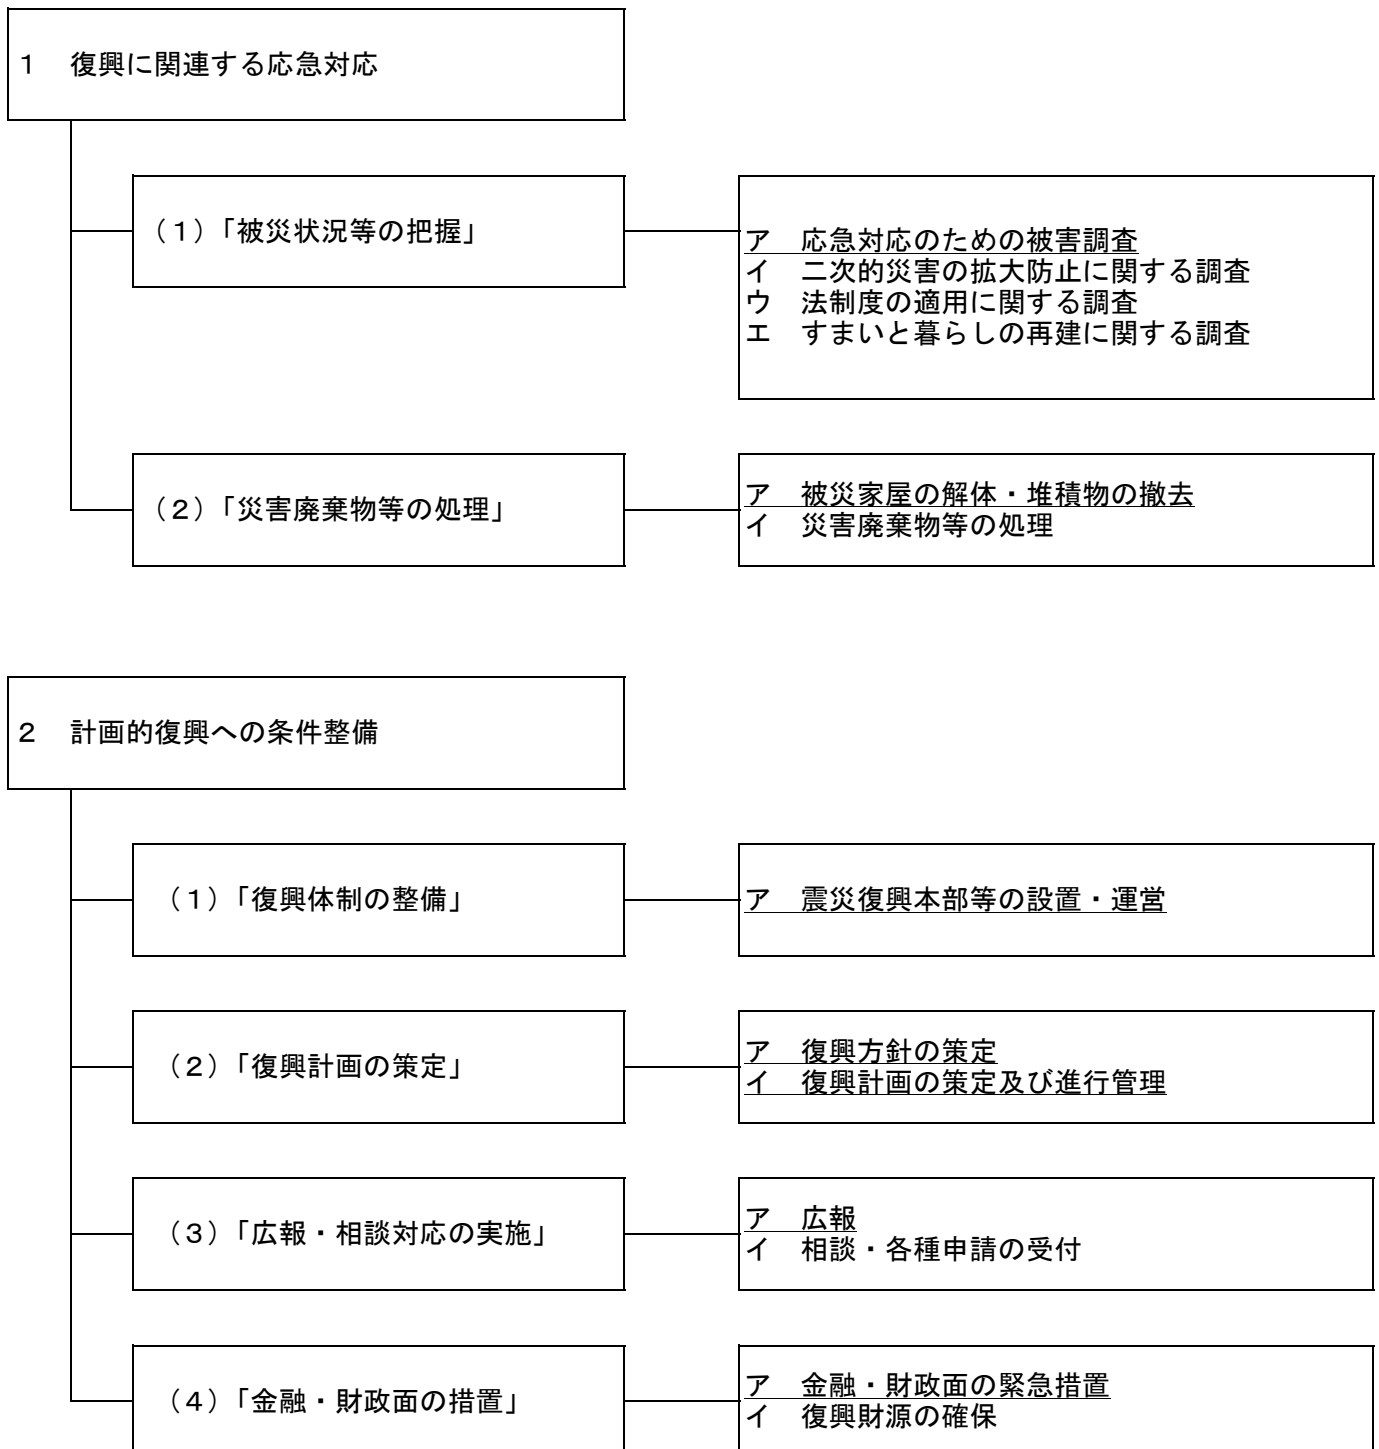 １　復興に関連する応急対応
（１）「被災状況等の把握」
ア　応急対応のための被害調査
イ　二次的災害の拡大防止に関する調査
ウ　法制度の適用に関する調査
エ　すまいと暮らしの再建に関する調査
（２）「災害廃棄物等の処理」
ア　被災家屋の解体・堆積物の撤去
イ　災害廃棄物等の処理
２　計画的復興への条件整備
（１）「復興体制の整備」
ア　震災復興本部等の設置・運営
（２）「復興計画の策定」
ア　復興方針の策定
イ　復興計画の策定及び進行管理
（３）「広報・相談対応の実施」
ア　広報
イ　相談・各種申請の受付
（４）「金融・財政面の措置」
ア　金融・財政面の緊急措置
イ　復興財源の確保